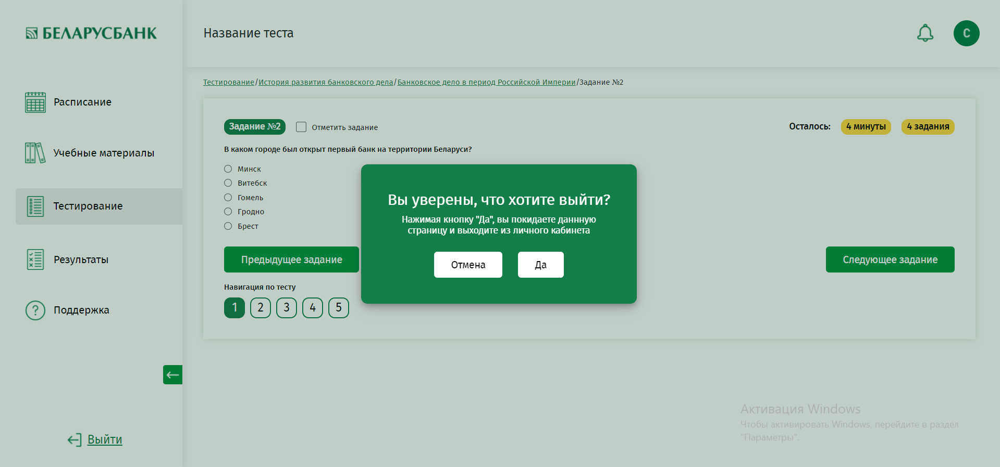 БЕЛАРУСБАНК
Название теста
С
Тестирование/История развития банковского дела/Банковское дело в период Российской Империи/Задание №2
Расписание
Учебные материалы
Тестирование
Результаты
Поддержка
Выйти
Задание №2
Отметить задание
Осталось:
4 минуты
4 задания
В каком городе был открыт первый банк на территории Беларуси?
Минск
Витебск
Гомель
Гродно
Брест
Предыдущее задание
Следующее задание
Навигация по тесту
1 2 3 4 5
Вы уверены, что хотите выйти?
Нажимая кнопку "Да", вы покидаете даннную
страницу и выходите из личного кабинета
Отмена
Да
Активация Windows
Чтобы активировать Windows, перейдите в раздел
"Параметры".